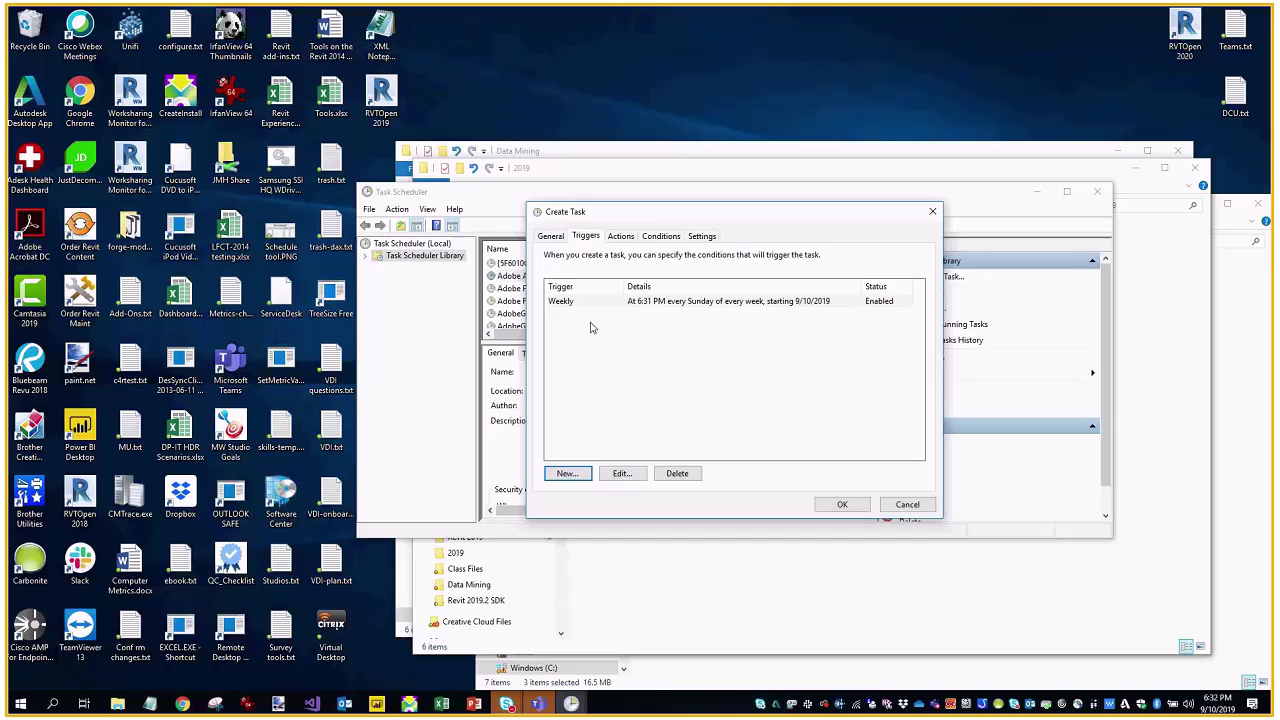 Recycle Bin
Cisco Webex Meetings
Unifi
configure.txt
IrfanView 64 Thumbnails
Revit add-ins.txt
Tools on the Revit 2014 ...
XML Notep...
RVTOpen 2020
Teams.txt
Autodesk Desktop App
Google Chrome
Worksharing Monitor fo...
CreateInstall
IrfanView 64
Revit Experienc...
Tools.xlsx
RVTOpen 2019
DCU.txt
Adesk Health Dashboard
JustDecom...
Worksharing Monitor for...
Cucusoft DVD to iP...
JMH Share
Samsung SSI HQ WDriv...
trash.txt
Adobe Acrobat DC
Order Revit Content
forge-mod...
Cucusoft iPod Vid...
LFCT-2014 testing.xlsx
Schedule tool.PNG
trash-dax.txt
Camtasia 2019
Order Revit Maint
Add-Ons.txt
Dashboard...
Metrics-ch...
ServiceDesk
TreeSize Free
Bluebeam Revu 2018
paint.net
c4rtest.txt
DesSyncCli... 2013-06-11 ...
Microsoft Teams
SetMetricVa...
VDI questions.txt
Brother Creati...
Power BI Desktop
MU.txt
DP-IT HDR Scenarios.xlsx
MW Studio Goals
skills-temp...
VDI.txt
Brother Utilities
RVTOpen 2018
CMTrace.exe
Dropbox
OUTLOOK SAFE
Software Center
VDI-onboar...
Carbonite
Slack
Computer Metrics.docx
ebook.txt
QC_Checklist
Studios.txt
VDI-plan.txt
Cisco AMP for Endpoin...
TeamViewer 13
Conf rm changes.txt
EXCEL.EXE - Shortcut
Remote Desktop ...
Survey tools.txt
Virtual Desktop
CITRIX
Data Mining
2019
Task Scheduler
File Action View Help
Task Scheduler (Local)
Task Scheduler Library
Name
Adobe A
Adobe F
AdobeG
General
Name:
Location:
Author:
Descriptio
Security o
Create Task
General Triggers Actions Conditions Settings
When you create a task, you can specify the conditions that will trigger the task.
Trigger Details Status
Weekly At 6:31 PM every Sunday of every week, starting 9/10/2019 Enabled
New... Edit... Delete
OK Cancel
ibrary
ask...
unning Tasks
asks History
2019
Class Files
Data Mining
Revit 2019.2 SDK
Creative Cloud Files
6 items
Windows (C:)
7 items 3 items selected 16.5 MB
6:32 PM
9/10/2019